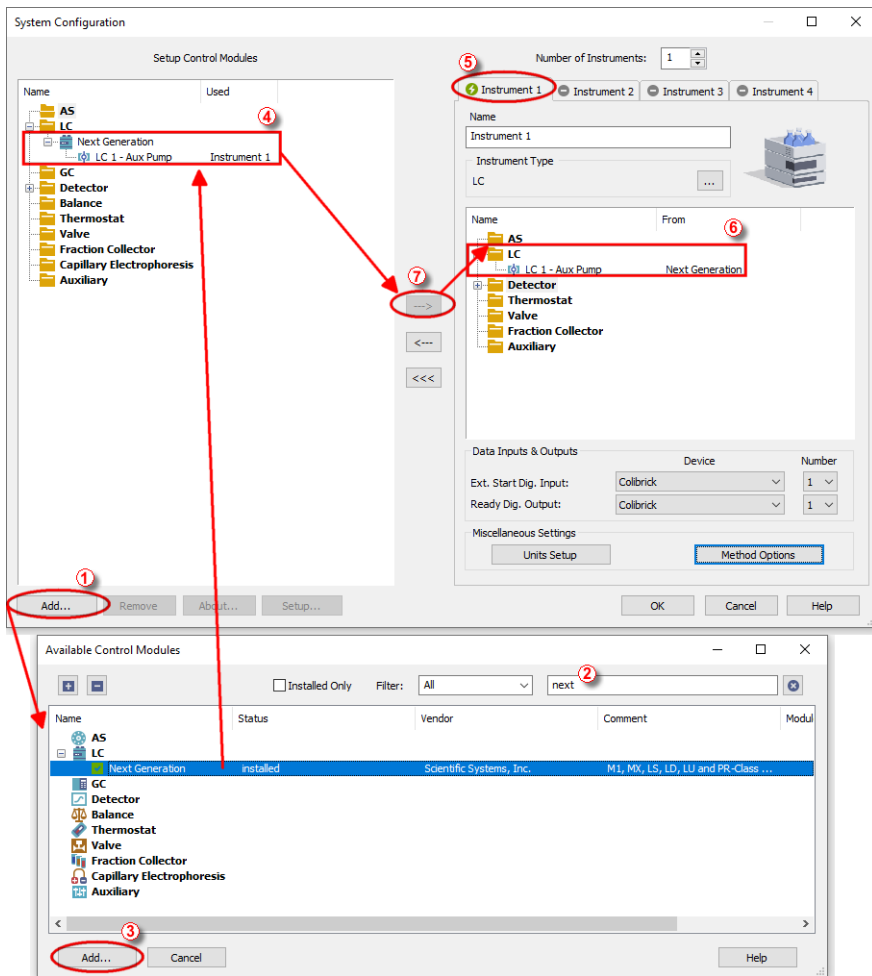 System Configuration
Setup Control Modules
Number of Instruments: 1
5
Name Used
Instrument 1 Instrument 2 Instrument 3 Instrument 4
AS
4
LC
Next Generation
LC 1 - Aux Pump Instrument 1
GC
Detector
Balance
Thermostat
Valve
Fraction Collector
Capillary Electrophoresis
Auxiliary
Name
Instrument 1
Instrument Type
LC ...
Name From
6
AS
LC
LC 1 - Aux Pump Next Generation
Detector
Thermostat
Valve
Fraction Collector
Auxiliary
7
--->
<---
<<<
Data Inputs & Outputs
Device Number
Ext. Start Dig. Input: Colibrick 1
Ready Dig. Output: Colibrick 1
Miscellaneous Settings
Units Setup Method Options
1
Add... Remove About... Setup... OK Cancel Help
Available Control Modules
2
Installed Only Filter: All next
Name Status Vendor Comment Modul
AS
LC
Next Generation installed Scientific Systems, Inc. M1, MX, LS, LD, LU and PR-Class ...
GC
Detector
Balance
Thermostat
Valve
Fraction Collector
Capillary Electrophoresis
Auxiliary
3
Add... Cancel Help